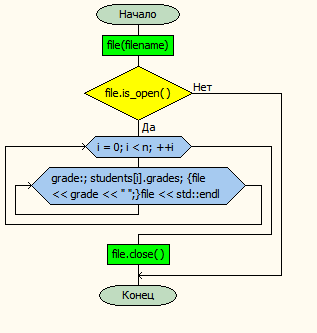 Начало
file(filename)
file.is_open( )
Нет
Да
i = 0; i < n; ++i
grade:; students[i].grades; {file
<< grade << " ";}file << std::endl
file.close( )
Конец